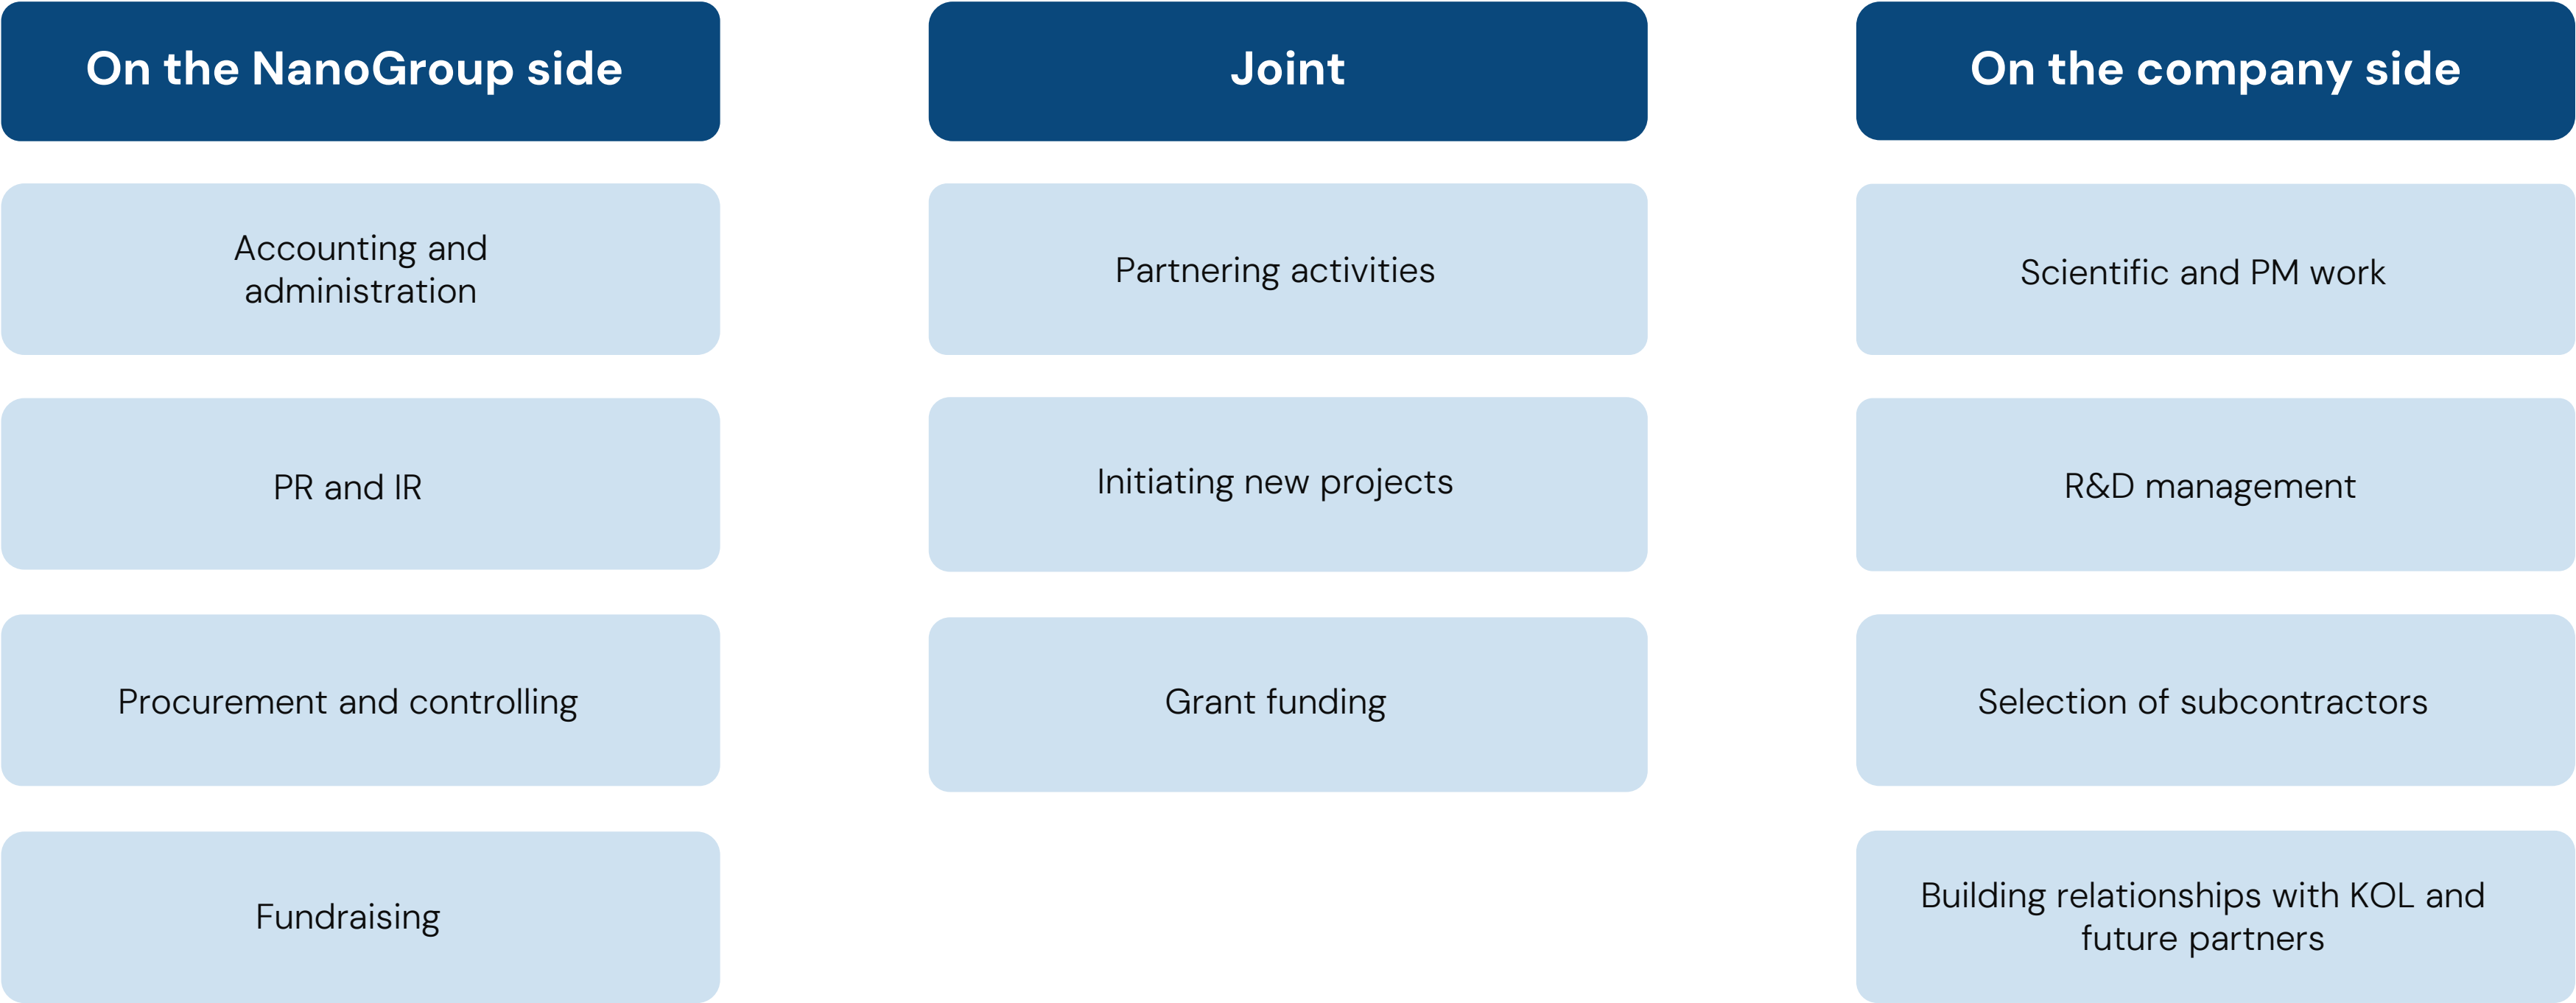 On the NanoGroup side
Accounting and
administration
PR and IR
Procurement and controlling
Fundraising
Joint
Partnering activities
Initiating new projects
Grant funding
On the company side
Scientific and PM work
R&D management
Selection of subcontractors
Building relationships with KOL and
future partners